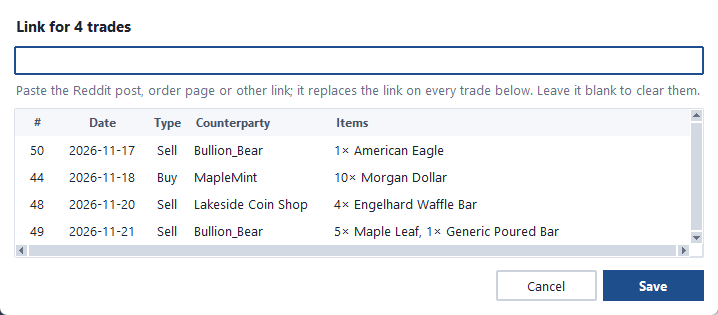 Link for 4 trades
Paste the Reddit post, order page or other link; it replaces the link on every trade below. Leave it blank to clear them.
# Date Type Counterparty Items
50 2026-11-17 Sell Bullion_Bear 1× American Eagle
44 2026-11-18 Buy MapleMint 10× Morgan Dollar
48 2026-11-20 Sell Lakeside Coin Shop 4× Engelhard Waffle Bar
49 2026-11-21 Sell Bullion_Bear 5× Maple Leaf, 1× Generic Poured Bar
Cancel Save